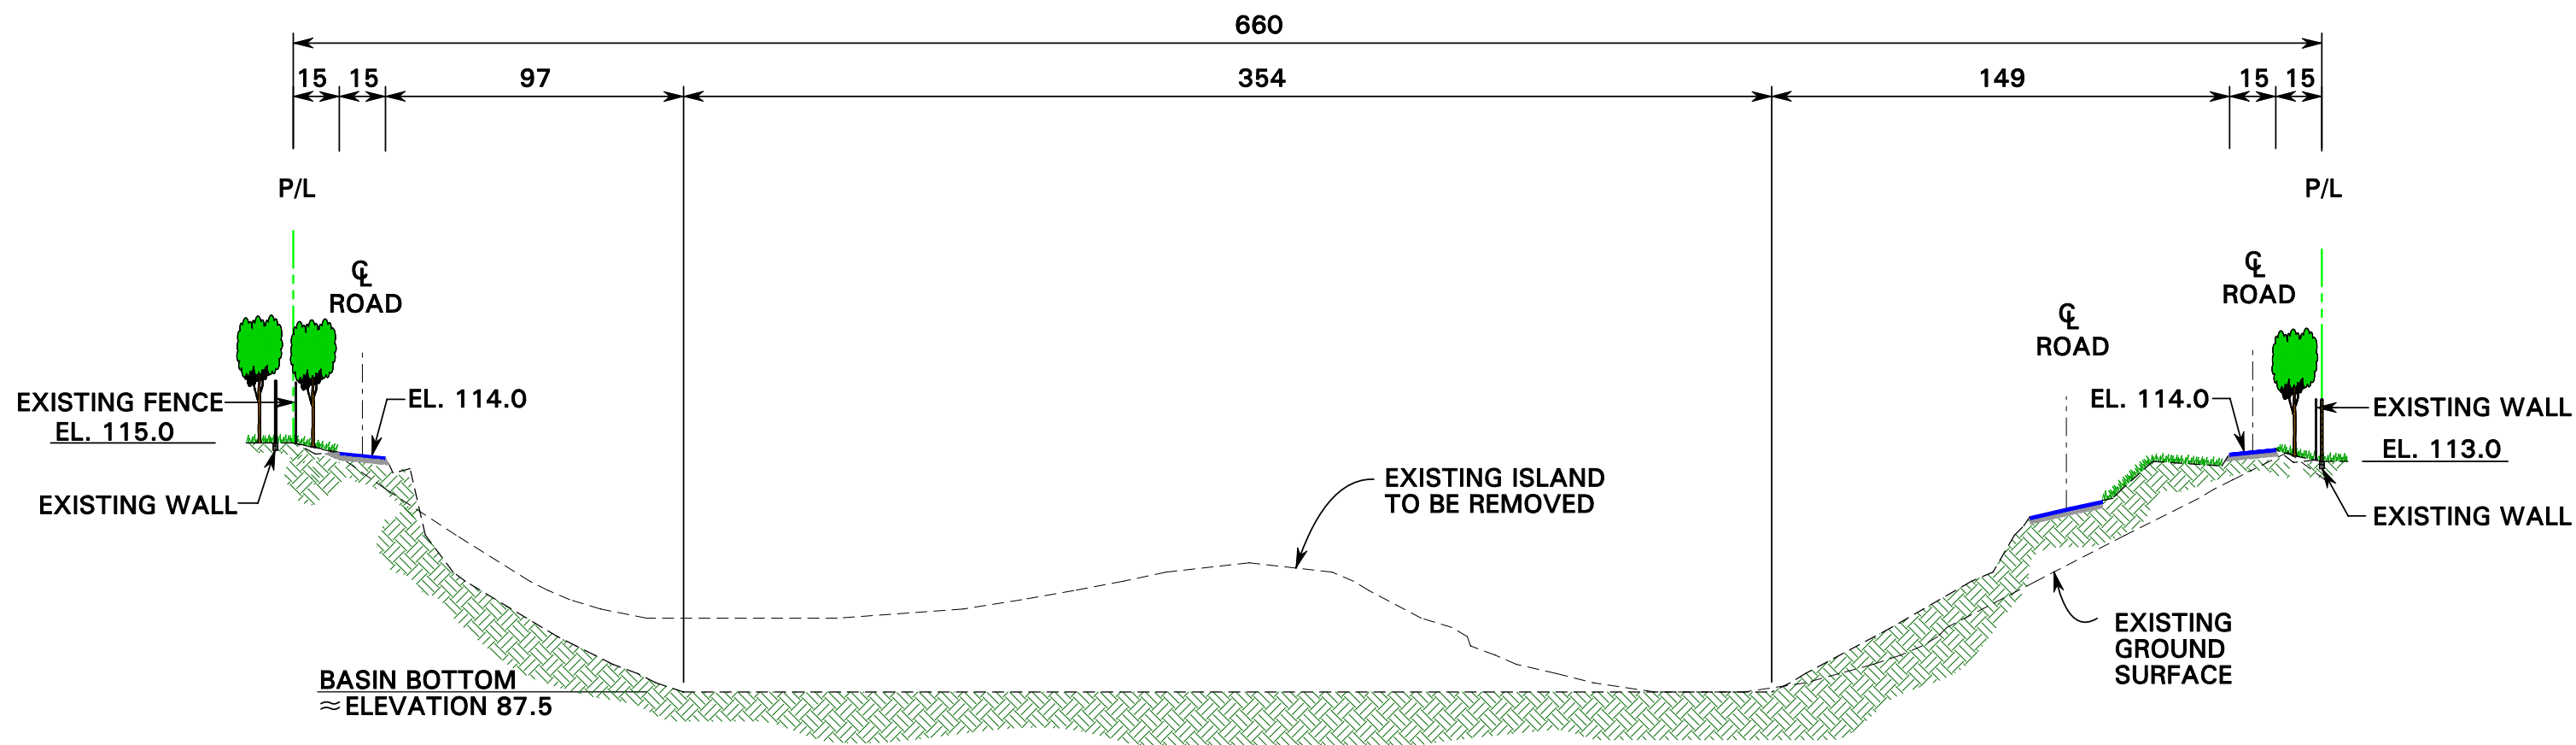 660
15 15 97 354 149 15 15
P/L
P/L
℄
ROAD
℄
ROAD
℄
ROAD
EXISTING FENCE
EL. 115.0
EL. 114.0
EXISTING WALL
EXISTING ISLAND
TO BE REMOVED
EL. 114.0
EXISTING WALL
EL. 113.0
EXISTING WALL
EXISTING
GROUND
SURFACE
BASIN BOTTOM
≈ ELEVATION 87.5